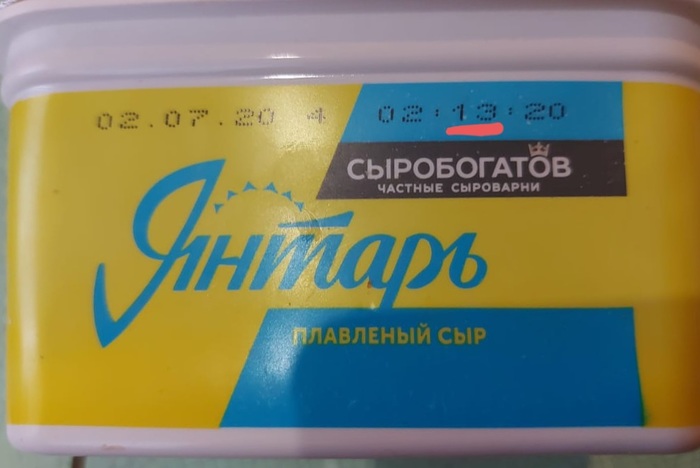 02.07.20 4 02:13:20
СЫРОБОГАТОВ
ЧАСТНЫЕ СЫРОВАРНИ
Янтарь
ПЛАВЛЕНЫЙ СЫР